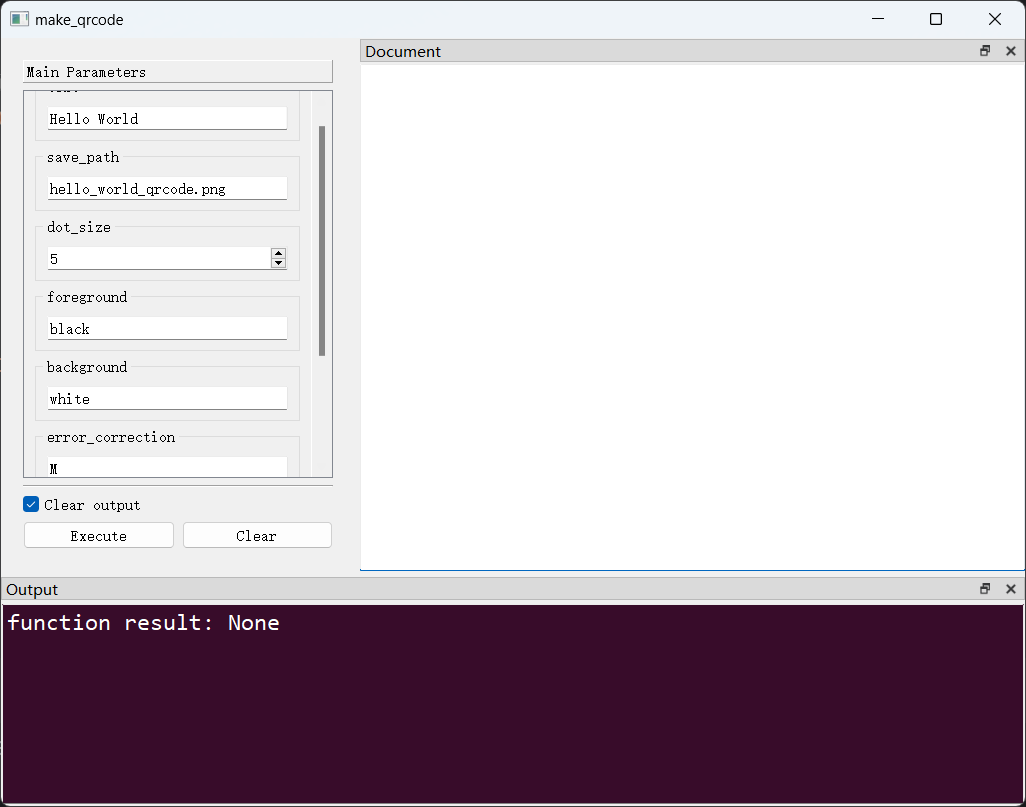 make_qrcode
Main Parameters
Hello World
save_path
hello_world_qrcode.png
dot_size
5
foreground
black
background
white
error_correction
M
Clear output
Execute
Clear
Document
Output
function result: None